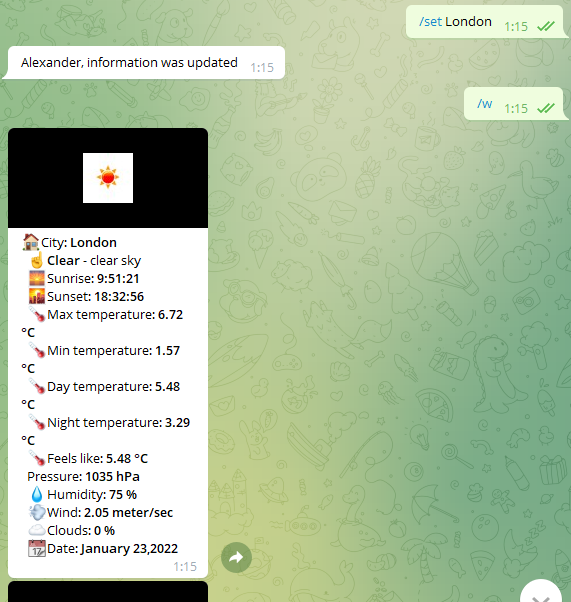 /set London 1:15
Alexander, information was updated 1:15
/w 1:15
City: London
Clear - clear sky
Sunrise: 9:51:21
Sunset: 18:32:56
Max temperature: 6.72
°C
Min temperature: 1.57
°C
Day temperature: 5.48
°C
Night temperature: 3.29
°C
Feels like: 5.48 °C
Pressure: 1035 hPa
Humidity: 75 %
Wind: 2.05 meter/sec
Clouds: 0 %
Date: January 23,2022
1:15